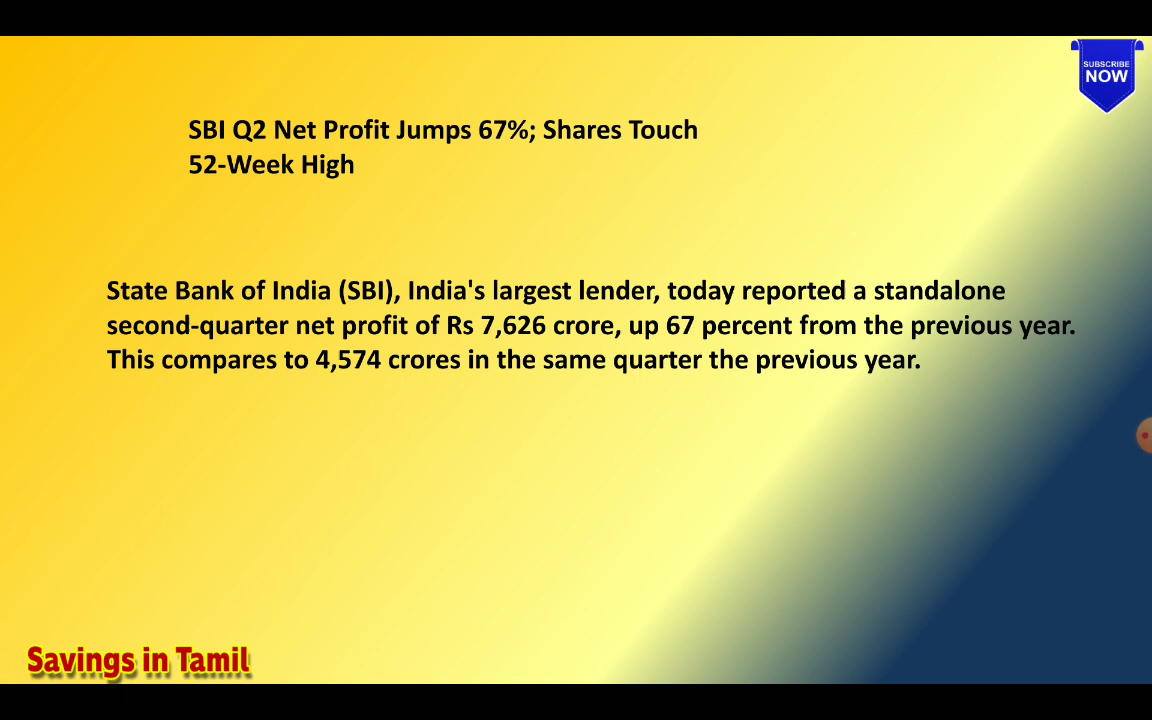 SUBSCRIBE
NOW
SBI Q2 Net Profit Jumps 67%; Shares Touch
52-Week High
State Bank of India (SBI), India's largest lender, today reported a standalone
second-quarter net profit of Rs 7,626 crore, up 67 percent from the previous year.
This compares to 4,574 crores in the same quarter the previous year.
Savings in Tamil